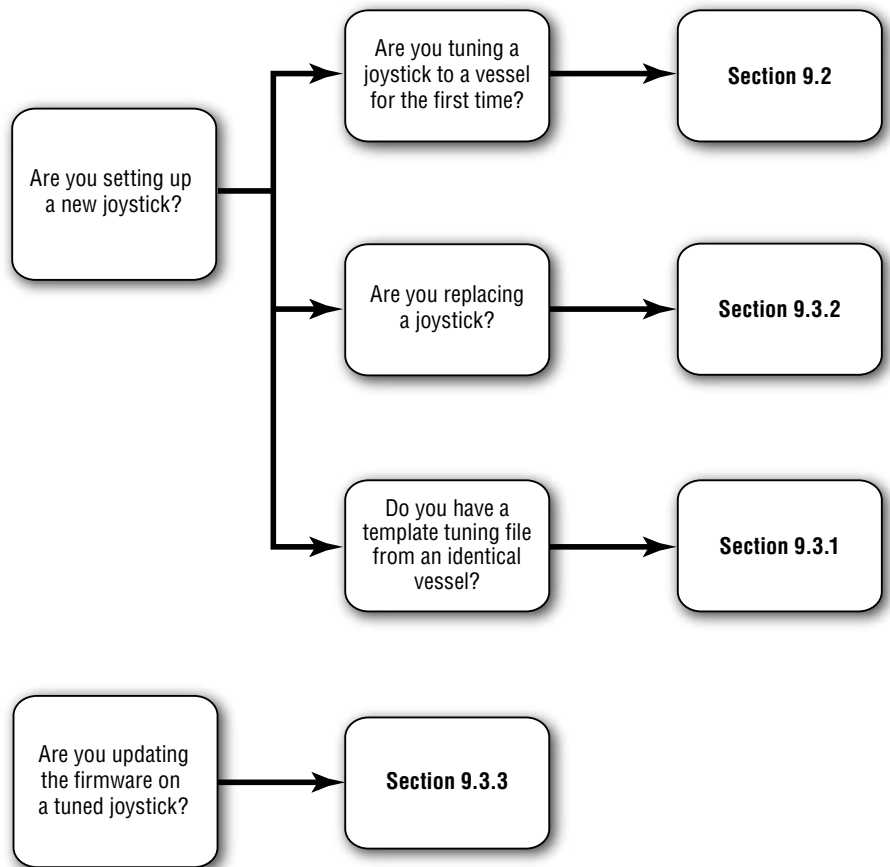 Are you setting up
a new joystick?
Are you tuning a
joystick to a vessel
for the first time?
Section 9.2
Are you replacing
a joystick?
Section 9.3.2
Do you have a
template tuning file
from an identical
vessel?
Section 9.3.1
Are you updating
the firmware on
a tuned joystick?
Section 9.3.3